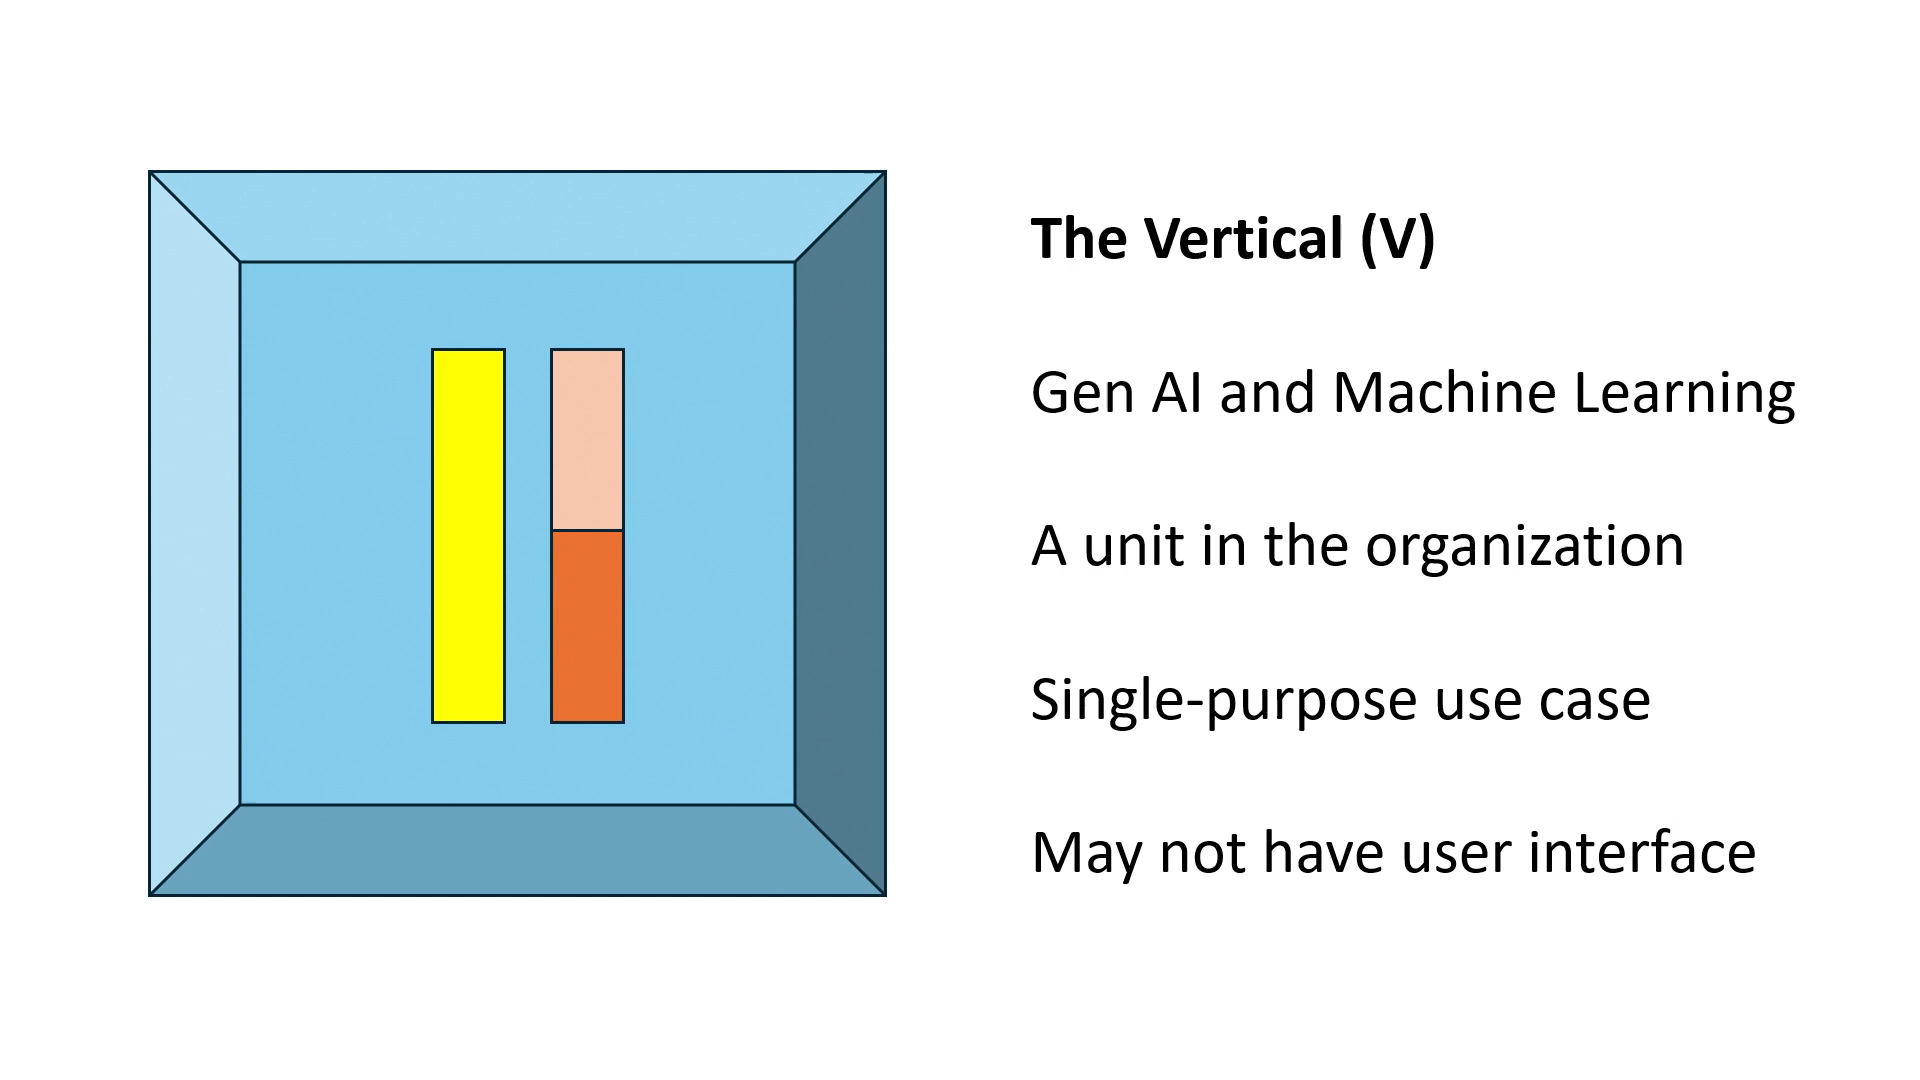 The Vertical (V)
Gen AI and Machine Learning
A unit in the organization
Single-purpose use case
May not have user interface